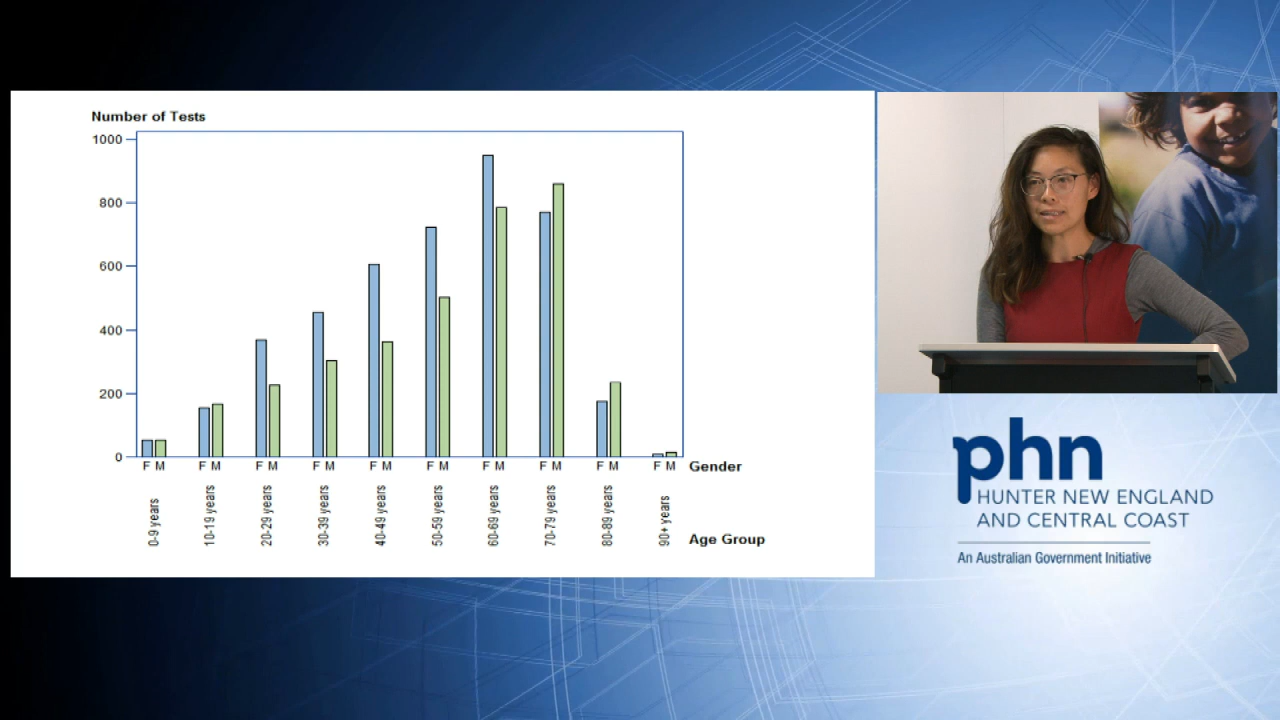 Number of Tests
1000
800
600
400
200
0
F M F M F M F M F M F M F M F M F M F M
Gender
0-9 years
10-19 years
20-29 years
30-39 years
40-49 years
50-59 years
60-69 years
70-79 years
80-89 years
90+ years
Age Group
phn
HUNTER NEW ENGLAND
AND CENTRAL COAST
An Australian Government Initiative